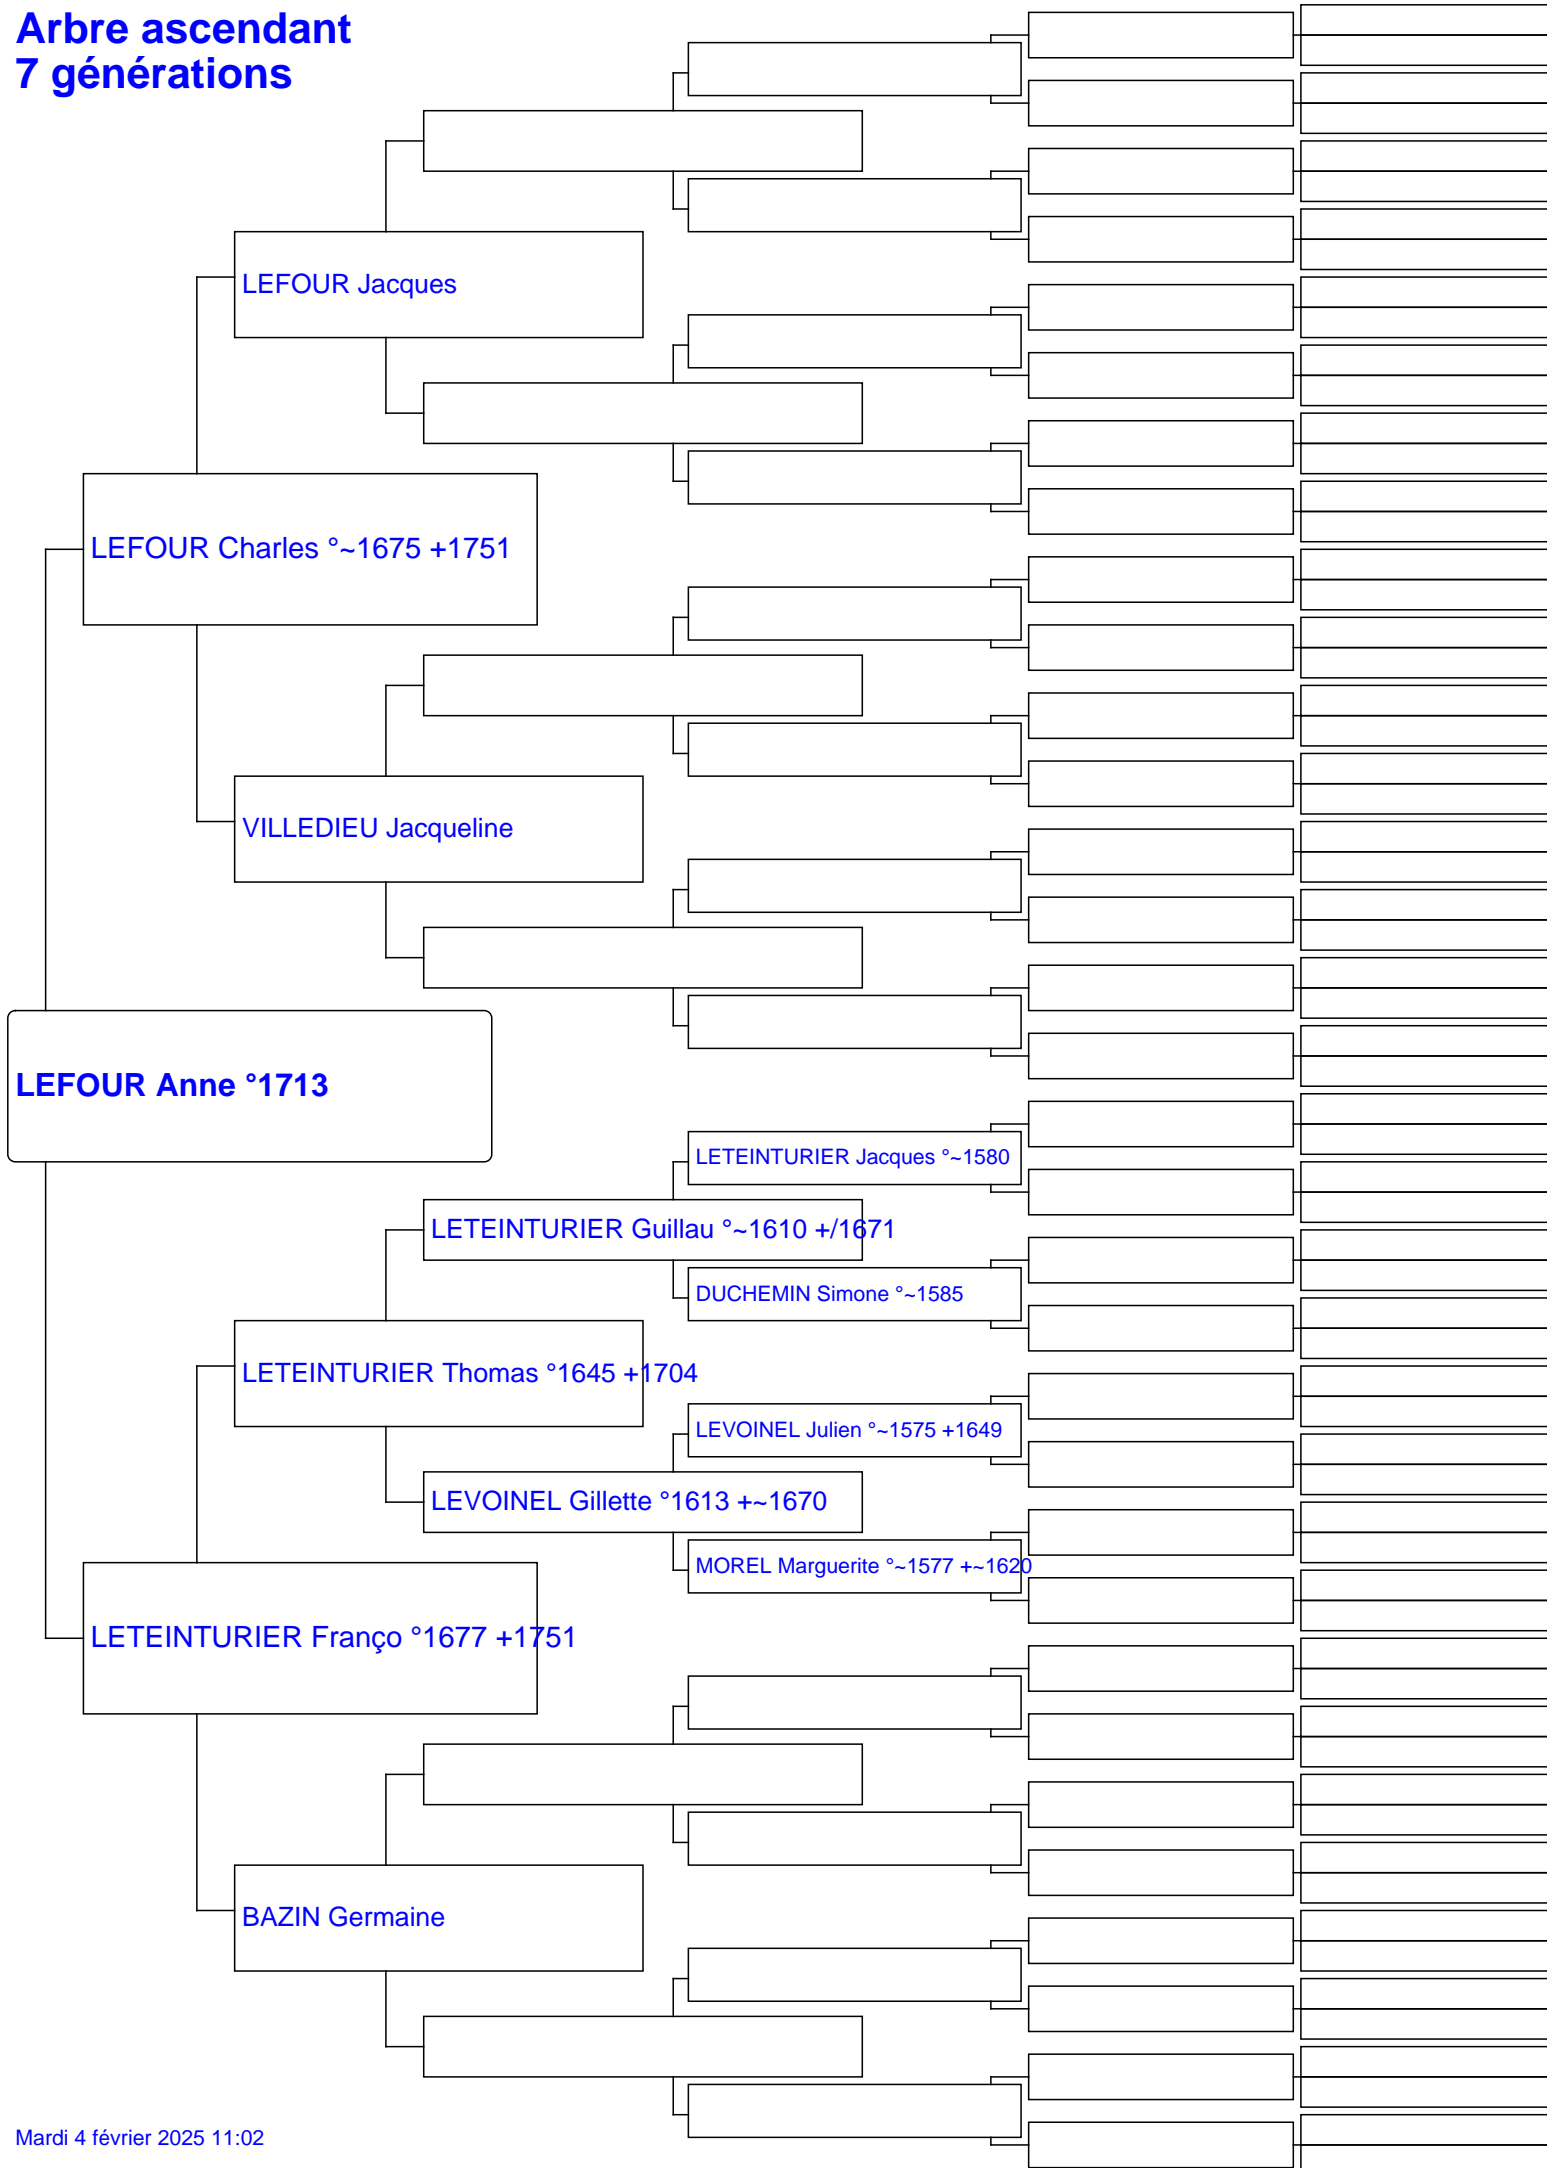 Arbre ascendant
7 générations
LEFOUR Jacques
LEFOUR Charles °~1675 +1751
VILLEDIEU Jacqueline
LEFOUR Anne °1713
LETEINTURIER Jacques °~1580
LETEINTURIER Guillau °~1610 +/1671
DUCHEMIN Simone °~1585
LETEINTURIER Thomas °1645 +1704
LEVOINEL Julien °~1575 +1649
LEVOINEL Gillette °1613 +~1670
MOREL Marguerite °~1577 +~1620
LETEINTURIER Franço °1677 +1751
BAZIN Germaine
Mardi 4 février 2025 11:02